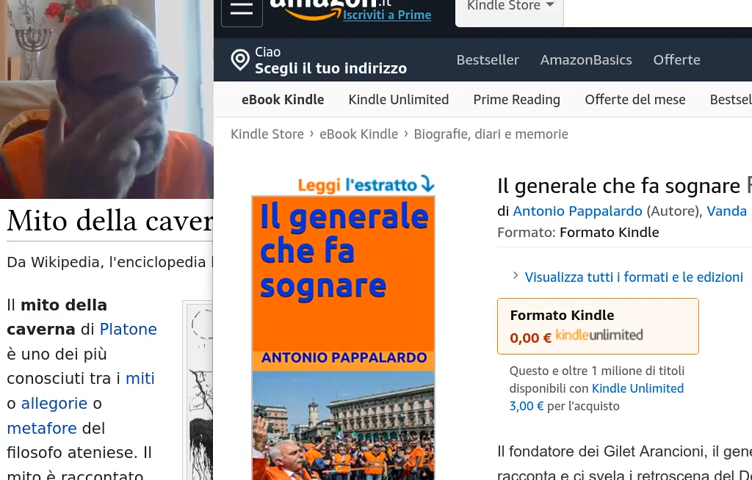 amazon.it
Iscriviti a Prime
Kindle Store
Ciao
Scegli il tuo indirizzo
Bestseller AmazonBasics Offerte
eBook Kindle Kindle Unlimited Prime Reading Offerte del mese Bestsel
Kindle Store › eBook Kindle › Biografie, diari e memorie
Leggi l'estratto
Il generale
che fa
sognare
ANTONIO PAPPALARDO
Il generale che fa sognare F
di Antonio Pappalardo (Autore), Vanda
Formato: Formato Kindle
Visualizza tutti i formati e le edizioni
Formato Kindle
0,00 € kindleunlimited
Questo e oltre 1 milione di titoli
disponibili con Kindle Unlimited
3,00 € per l'acquisto
Il fondatore dei Gilet Arancioni, il gene
racconta e ci svela i retroscena del De
Mito della caver
Da Wikipedia, l'enciclopedia l
Il mito della
caverna di Platone
è uno dei più
conosciuti tra i miti
o allegorie o
metafore del
filosofo ateniese. Il
mito è raccontato